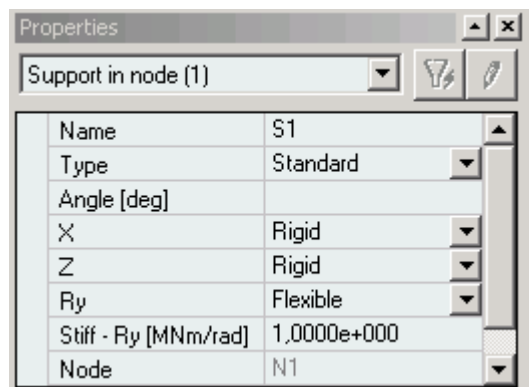 Properties
Support in node (1)
Name S1
Type Standard
Angle [deg]
X Rigid
Z Rigid
Ry Flexible
Stiff - Ry [MNm/rad] 1,0000e+000
Node N1